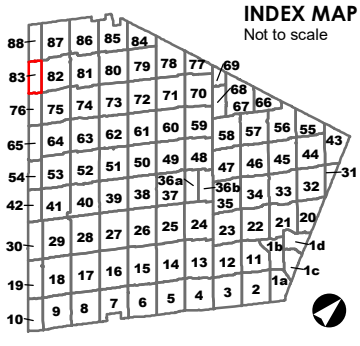 INDEX MAP
Not to scale
88 87 86 85 84
83 82 81 80 79 78 77 69
76 75 74 73 72 71 70 68
67 66
65 64 63 62 61 60 59 58 57 56 55 43
54 53 52 51 50 49 48 47 46 45 44
42 41 40 39 38 37 36a 36b 35 34 33 32 31
30 29 28 27 26 25 24 23 22 21 20
19 18 17 16 15 14 13 12 11 1b 1d
1c
10 9 8 7 6 5 4 3 2 1a